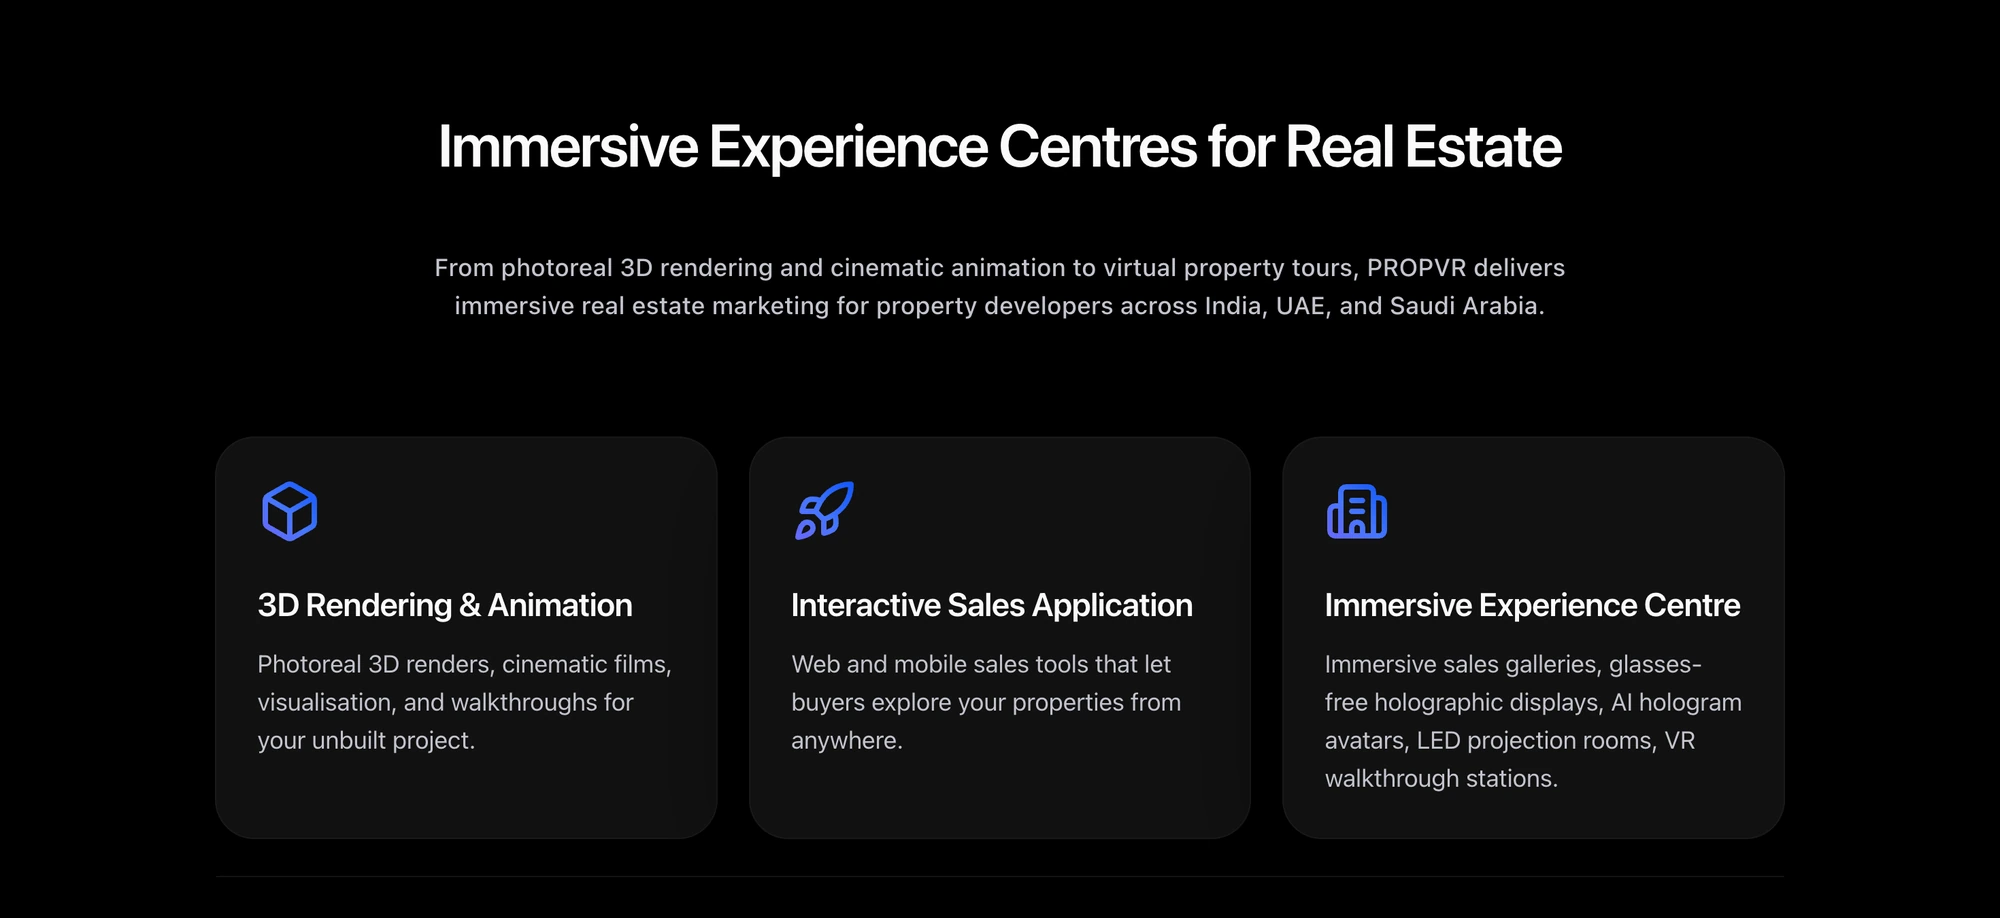 Immersive Experience Centres for Real Estate
From photoreal 3D rendering and cinematic animation to virtual property tours, PROPVR delivers
immersive real estate marketing for property developers across India, UAE, and Saudi Arabia.
3D Rendering & Animation
Photoreal 3D renders, cinematic films,
visualisation, and walkthroughs for
your unbuilt project.
Interactive Sales Application
Web and mobile sales tools that let
buyers explore your properties from
anywhere.
Immersive Experience Centre
Immersive sales galleries, glasses-
free holographic displays, AI hologram
avatars, LED projection rooms, VR
walkthrough stations.